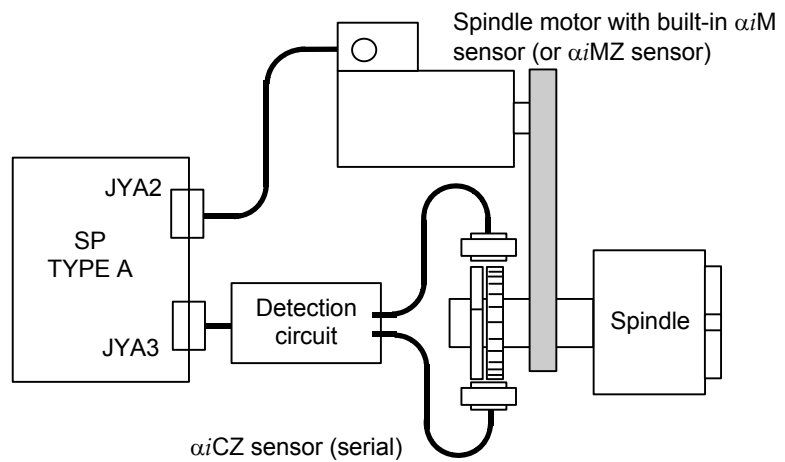 Spindle motor with built-in αiM
sensor (or αiMZ sensor)
JYA2
SP
TYPE A
JYA3
Detection
circuit
Spindle
αiCZ sensor (serial)